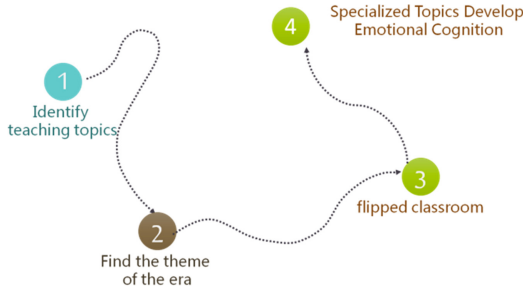 1
Identify
teaching topics
2
Find the theme
of the era
3
flipped classroom
4
Specialized Topics Develop
Emotional Cognition